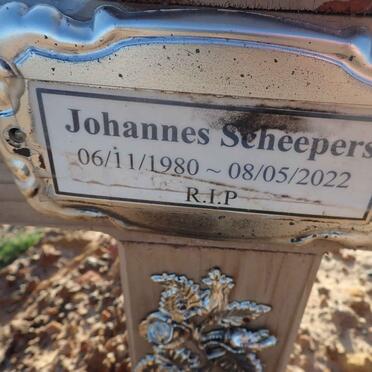 Johannes Scheepers
06/11/1980 ~ 08/05/2022
R.I.P